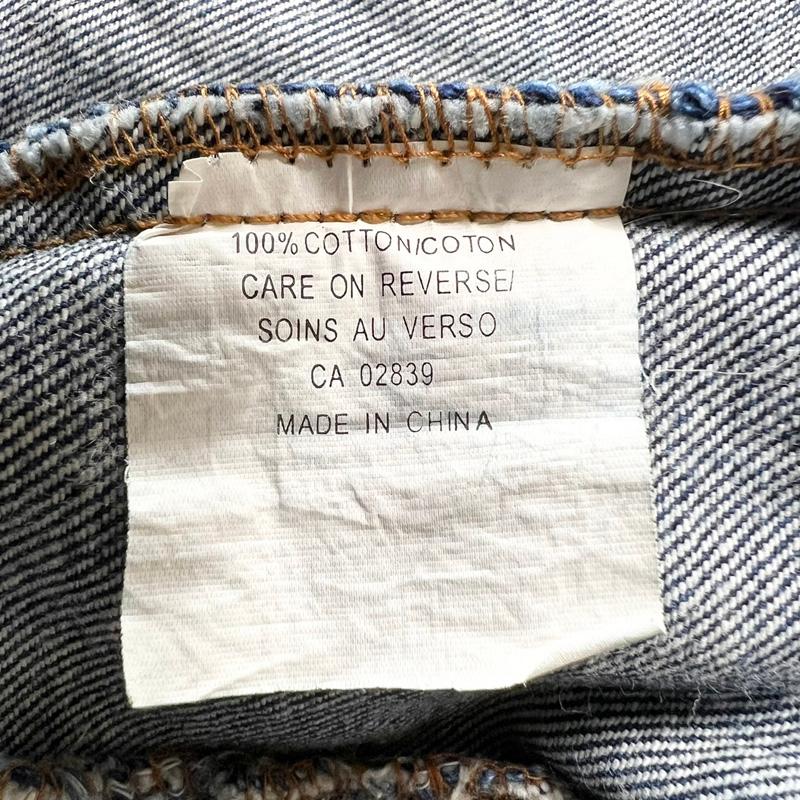 100% COTTON/COTON
CARE ON REVERSE/
SOINS AU VERSO
CA 02839
MADE IN CHINA